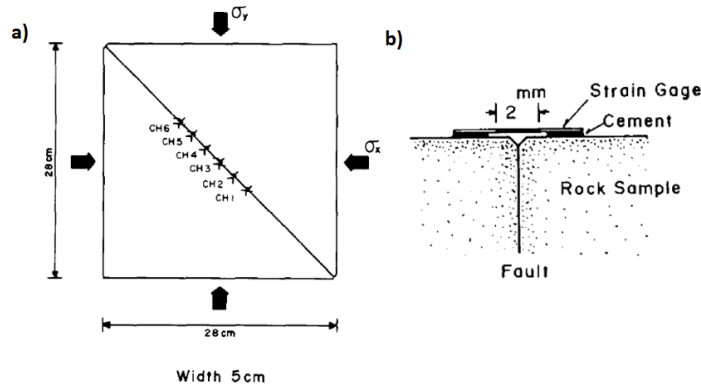 a)
σy
CH6
CH5
CH4
CH3
CH2
CH1
σx
28cm
28cm
Width 5cm
b)
mm
2
Strain Gage
Cement
Rock Sample
Fault